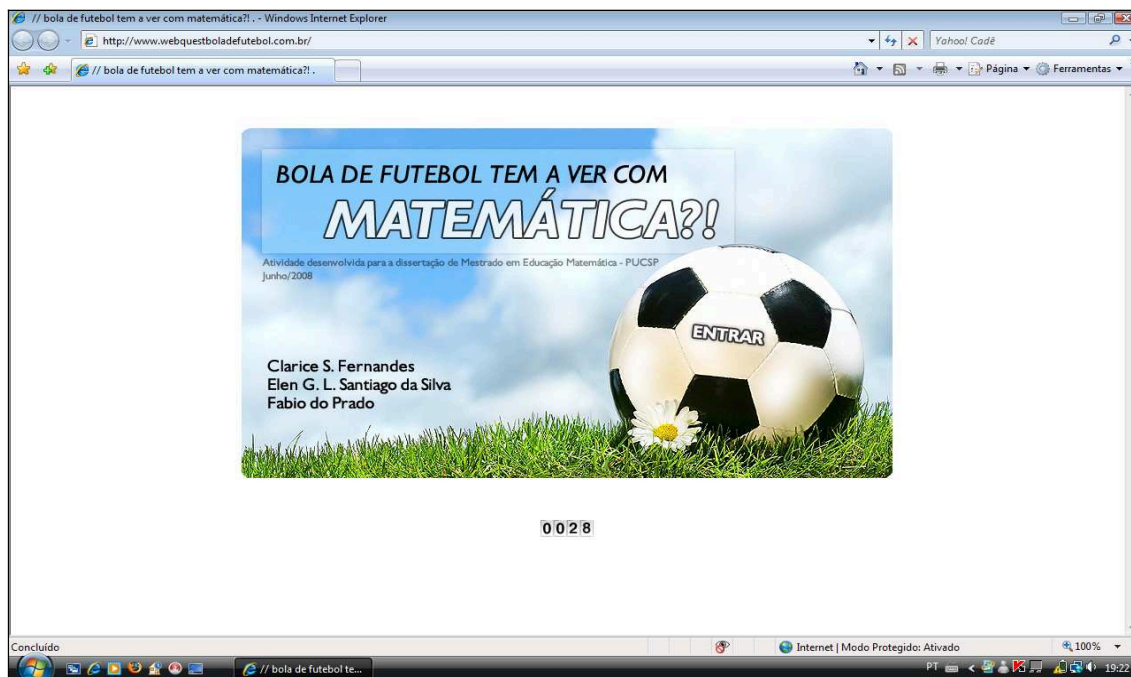 // bola de futebol tem a ver com matemática?! . - Windows Internet Explorer
http://www.webquestboladefutebol.com.br/
Yahoo! Cadê
// bola de futebol tem a ver com matemática?! .
Página
Ferramentas
BOLA DE FUTEBOL TEM A VER COM
MATEMÁTICA?!
Atividade desenvolvida para a dissertação de Mestrado em Educação Matemática - PUCSP
Junho/2008
ENTRAR
Clarice S. Fernandes
Elen G. L. Santiago da Silva
Fabio do Prado
0028
Concluído
Internet | Modo Protegido: Ativado
100%
// bola de futebol te...
PT
19:22